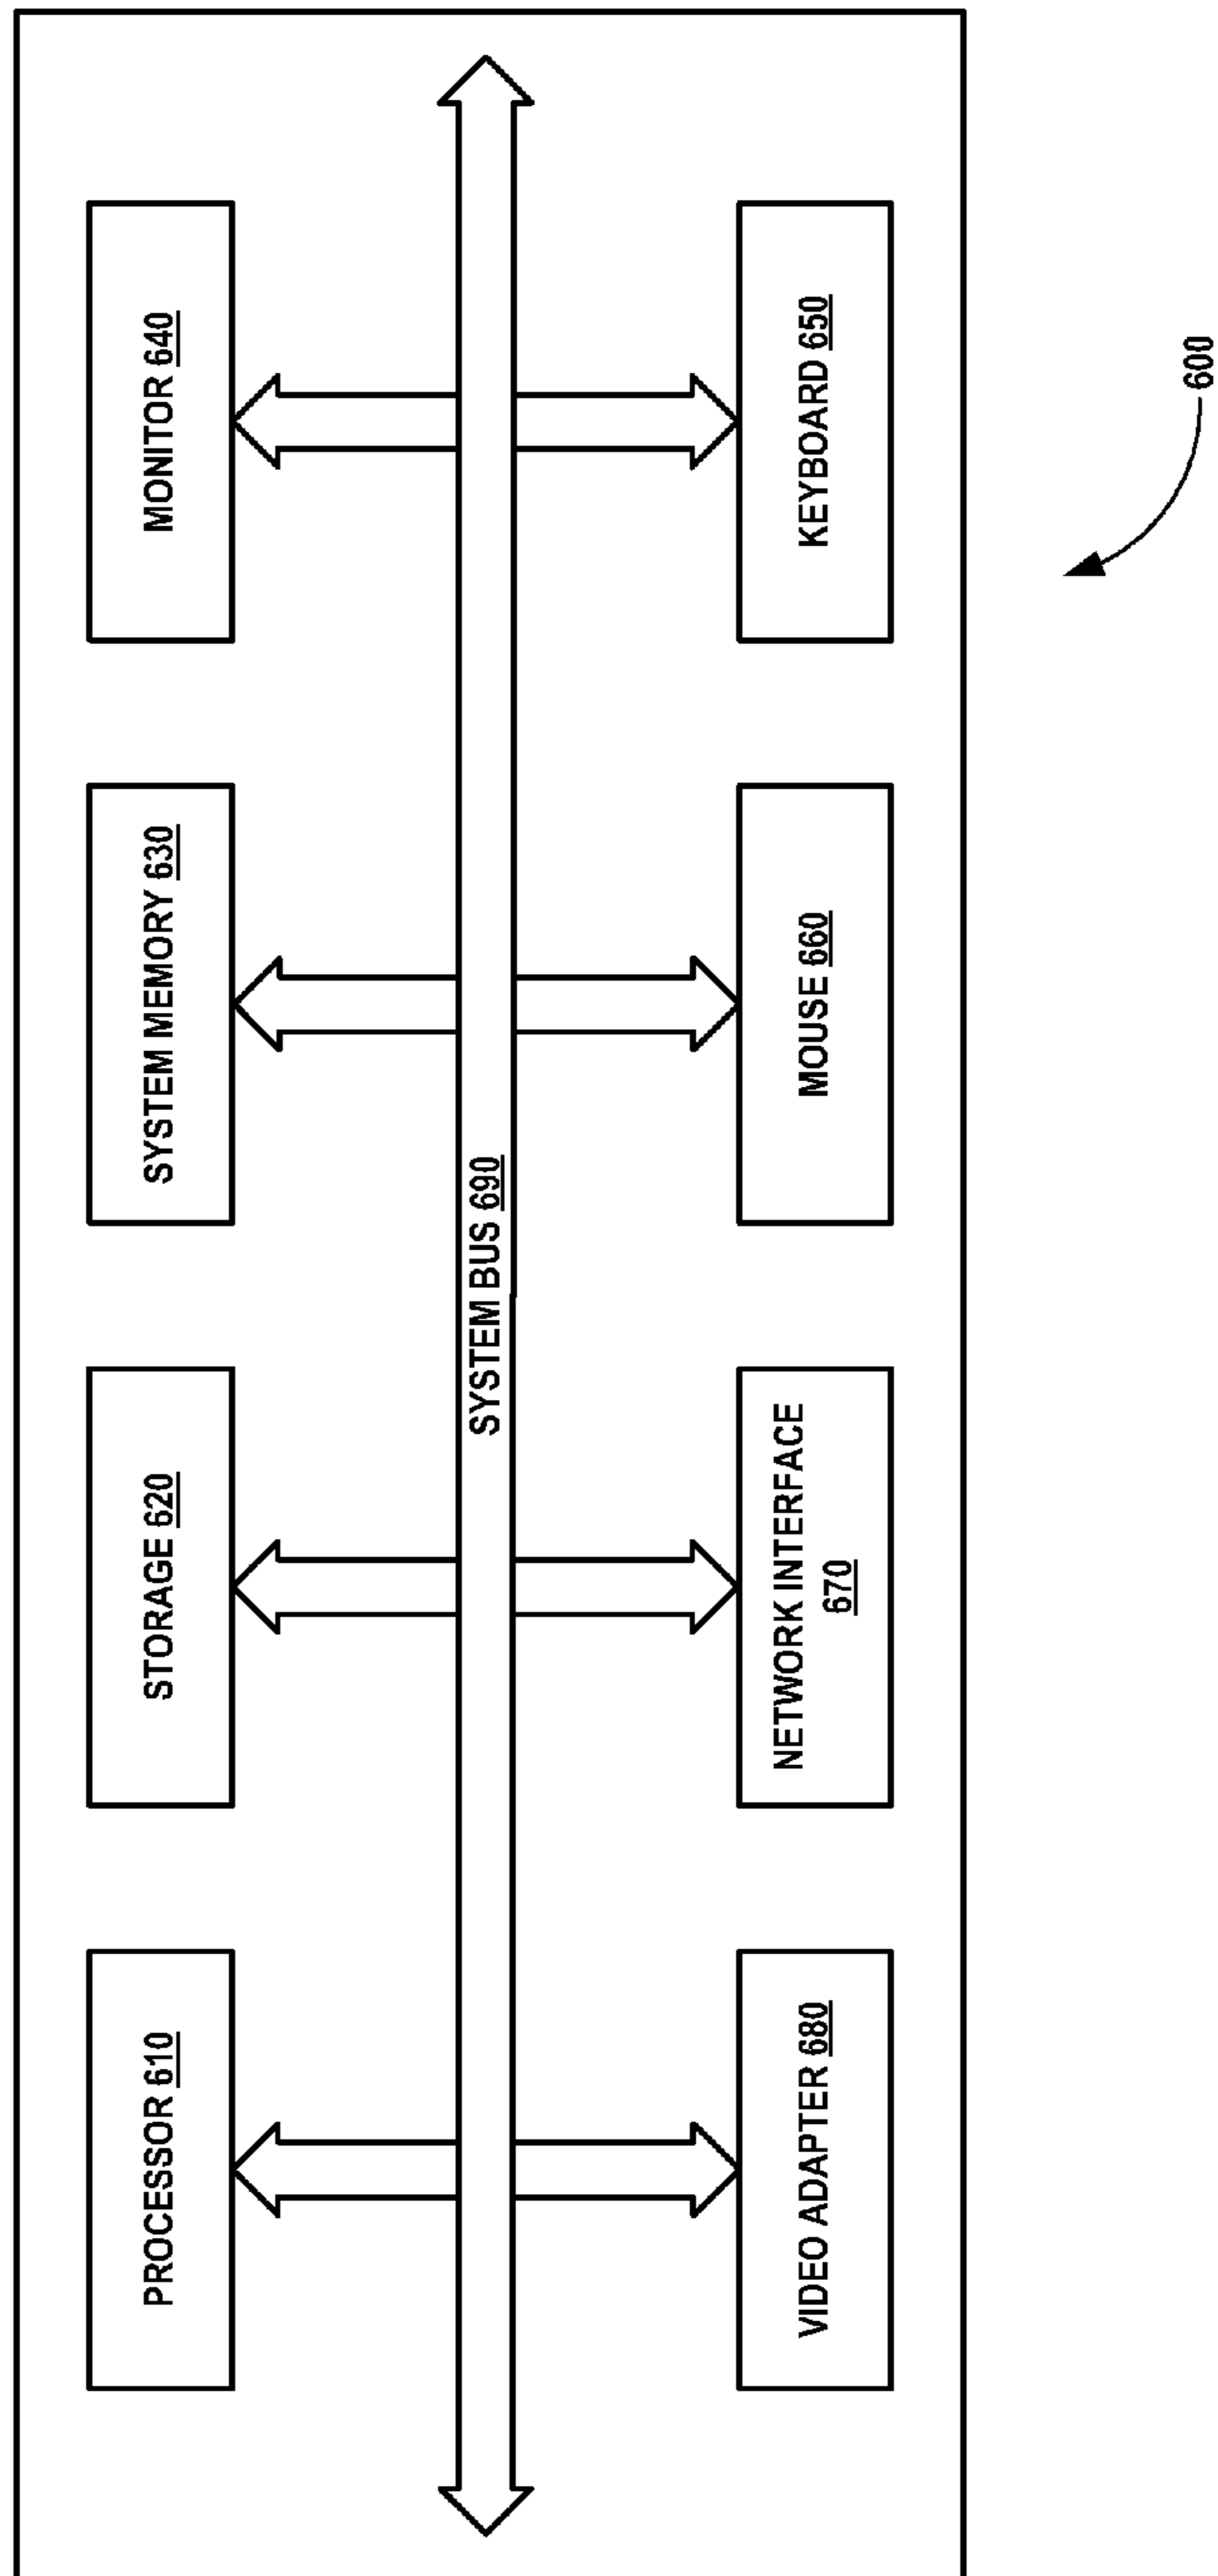 PROCESSOR 610
STORAGE 620
SYSTEM MEMORY 630
MONITOR 640
SYSTEM BUS 690
VIDEO ADAPTER 680
NETWORK INTERFACE
670
MOUSE 660
KEYBOARD 650
600